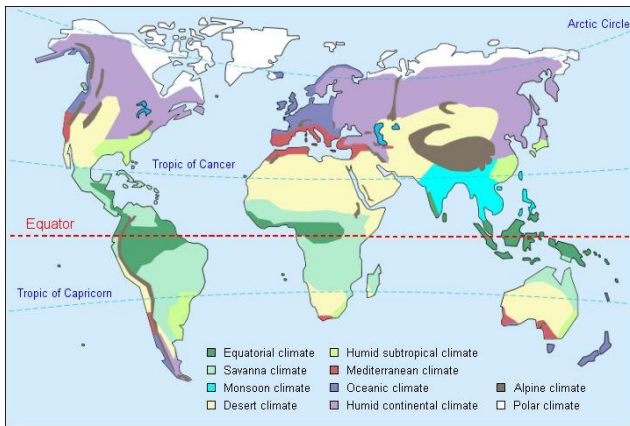 Arctic Circle
Tropic of Cancer
Equator
Tropic of Capricorn
Equatorial climate
Savanna climate
Monsoon climate
Desert climate
Humid subtropical climate
Mediterranean climate
Oceanic climate
Humid continental climate
Alpine climate
Polar climate